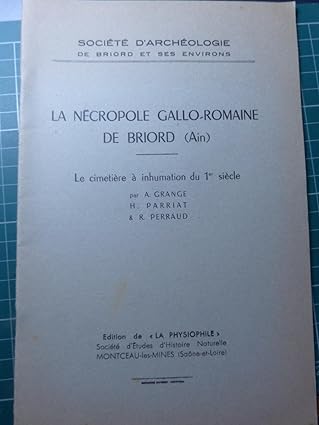 SOCIÉTÉ D'ARCHÉOLOGIE
DE BRIORD ET SES ENVIRONS
LA NÉCROPOLE GALLO-ROMAINE
DE BRIORD (Ain)
Le cimetière à inhumation du 1er siècle
par A. GRANGE
H. PARRIAT
& R. PERRAUD
Edition de « LA PHYSIOPHILE »
Société d'Études d'Histoire Naturelle
MONTCEAU-les-MINES (Saône-et-Loire)